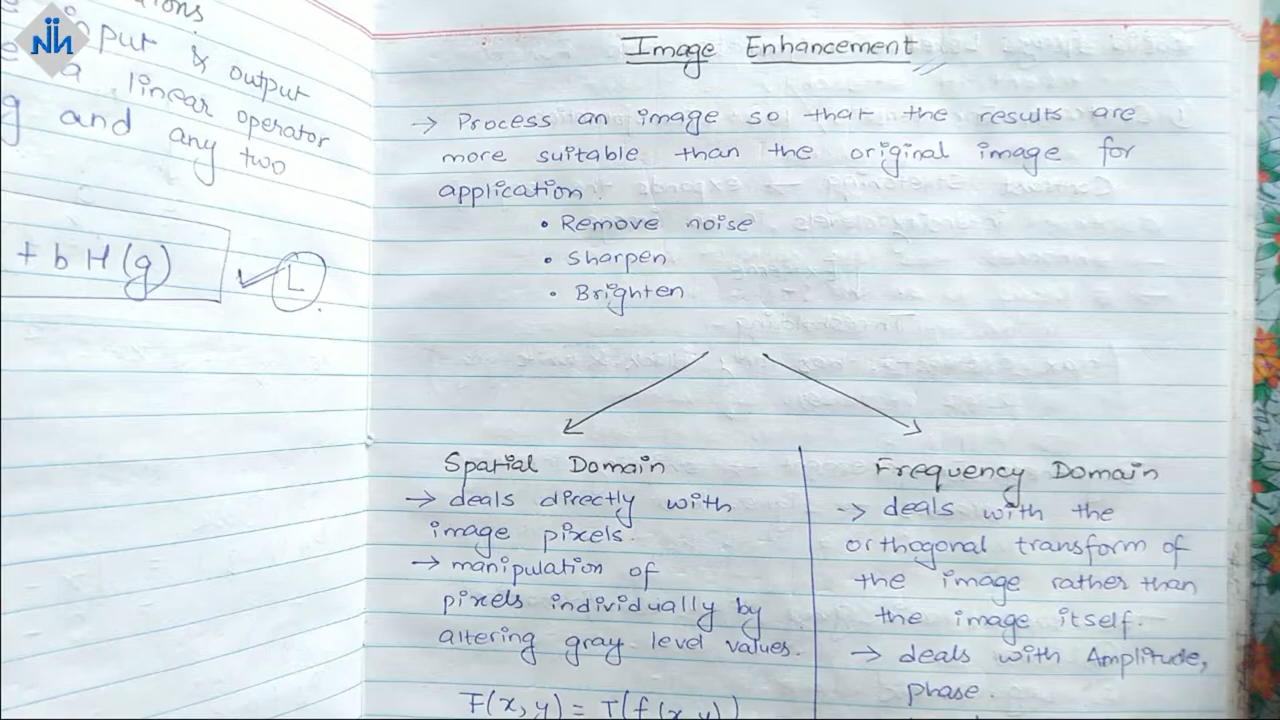 NIN
put & output
a linear operator
g and any two
+ b H(g)
L
Image Enhancement
→ Process an image so that the results are
more suitable than the original image for
application.
• Remove noise
• Sharpen
• Brighten
Spatial Domain
→ deals directly with
image pixels.
→ manipulation of
pixels individually by
altering gray level values.
F(x,y) = T(f(x,y))
Frequency Domain
→ deals with the
orthogonal transform of
the image rather than
the image itself.
→ deals with Amplitude,
phase.